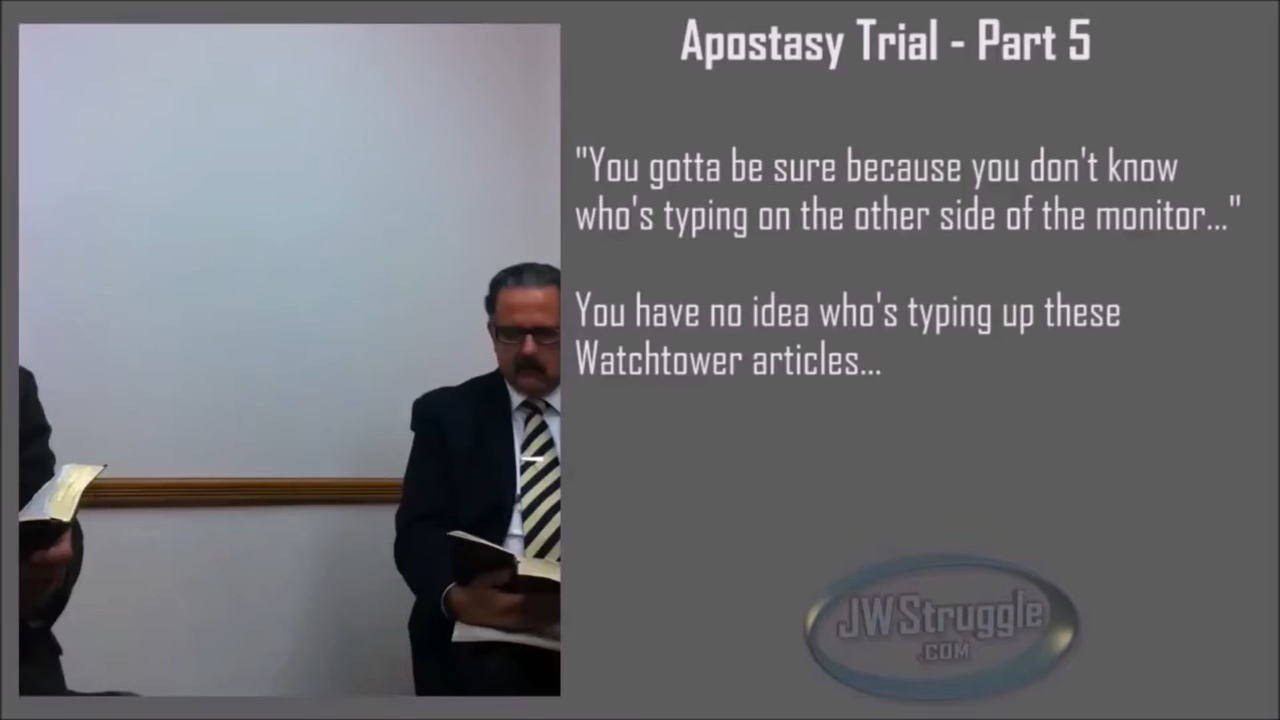 Apostasy Trial - Part 5
"You gotta be sure because you don't know
who's typing on the other side of the monitor..."
You have no idea who's typing up these
Watchtower articles...
JWStruggle
.COM